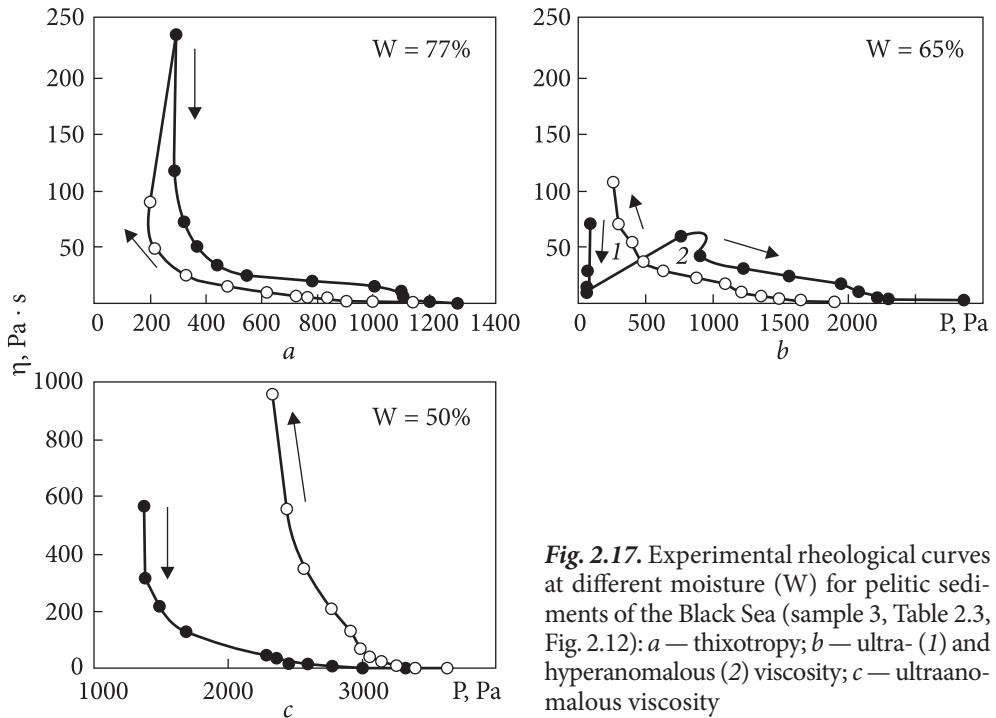 250
200
150
100
50
0
200
400
600
800
1000
1200
1400
W = 77%
a
250
200
150
100
50
0
500
1000
1500
2000
P, Pa
W = 65%
1
2
b
η, Pa · s
1000
800
600
400
200
0
1000
2000
3000
P, Pa
W = 50%
c
Fig. 2.17. Experimental rheological curves
at different moisture (W) for pelitic sedi-
ments of the Black Sea (sample 3, Table 2.3,
Fig. 2.12): a — thixotropy; b — ultra- (1) and
hyperanomalous (2) viscosity; c — ultraano-
malous viscosity